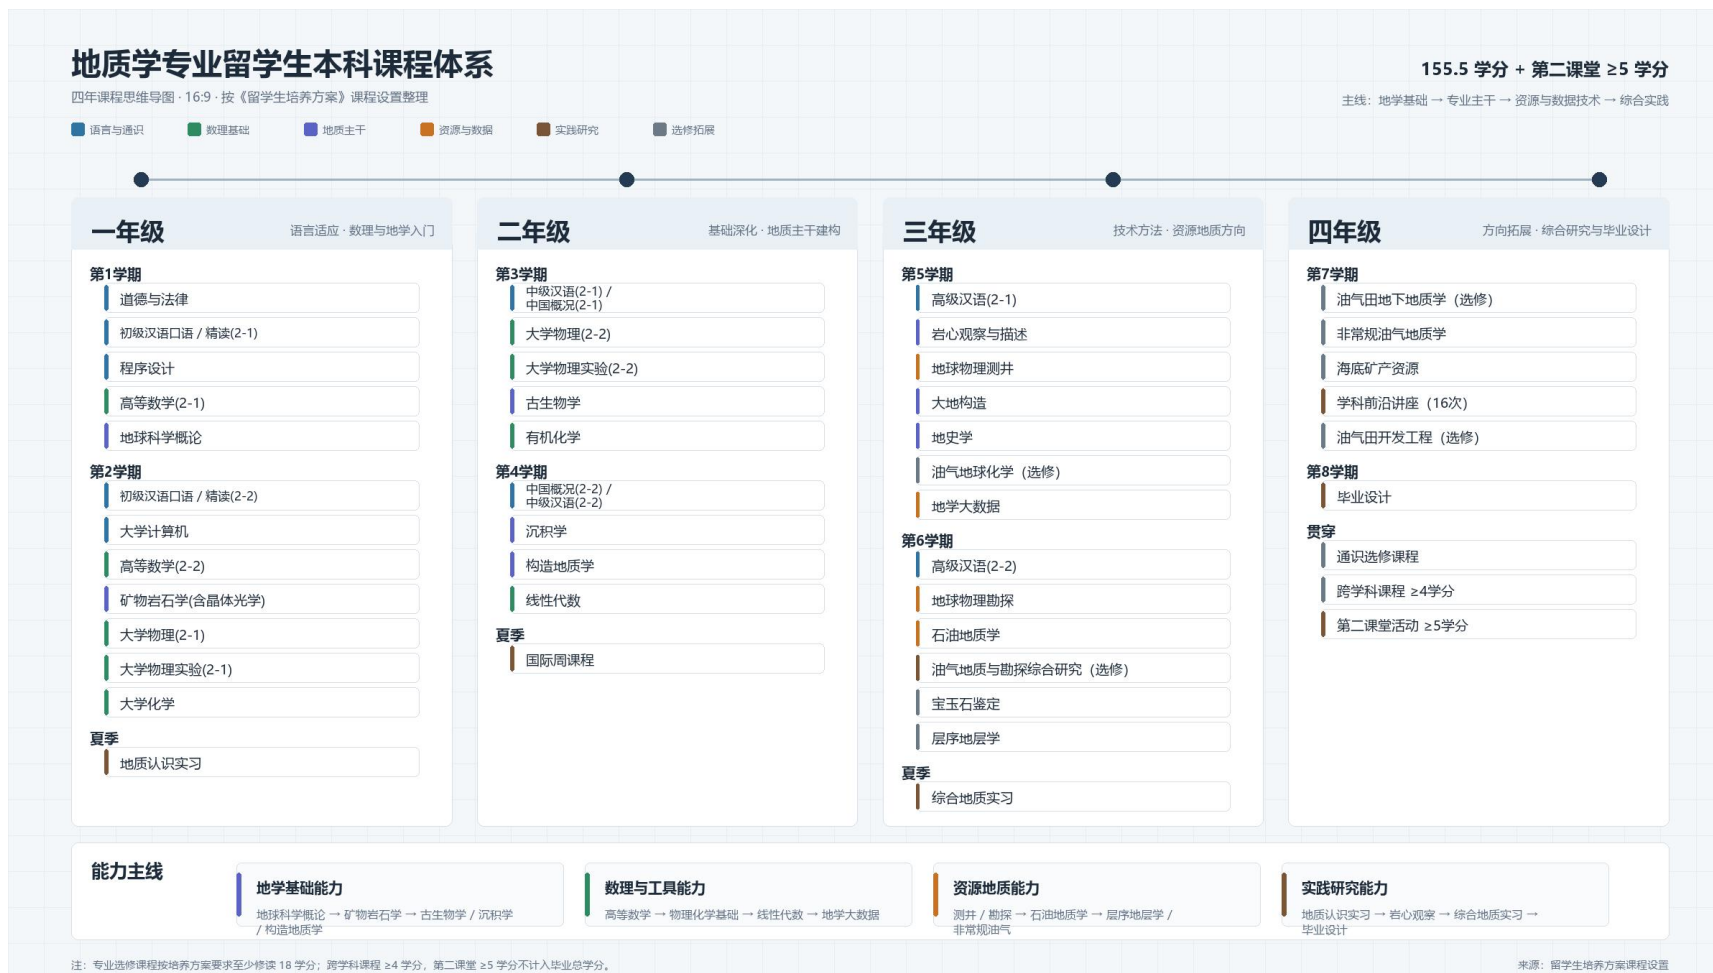 地质学专业留学生本科课程体系
四年课程思维导图 · 16:9 · 按《留学生培养方案》课程设置整理
155.5 学分 + 第二课堂 ≥5 学分
主线：地学基础 → 专业主干 → 资源与数据技术 → 综合实践
语言与通识
数理基础
地质主干
资源与数据
实践研究
选修拓展
一年级
语言适应 · 数理与地学入门
第1学期
道德与法律
初级汉语口语 / 精读(2-1)
程序设计
高等数学(2-1)
地球科学概论
第2学期
初级汉语口语 / 精读(2-2)
大学计算机
高等数学(2-2)
矿物岩石学(含晶体光学)
大学物理(2-1)
大学物理实验(2-1)
大学化学
夏季
地质认识实习
二年级
基础深化 · 地质主干建构
第3学期
中级汉语(2-1) /
中国概况(2-1)
大学物理(2-2)
大学物理实验(2-2)
古生物学
有机化学
第4学期
中国概况(2-2) /
中级汉语(2-2)
沉积学
构造地质学
线性代数
夏季
国际周课程
三年级
技术方法 · 资源地质方向
第5学期
高级汉语(2-1)
岩心观察与描述
地球物理测井
大地构造
地史学
油气地球化学（选修）
地学大数据
第6学期
高级汉语(2-2)
地球物理勘探
石油地质学
油气地质与勘探综合研究（选修）
宝玉石鉴定
层序地层学
夏季
综合地质实习
四年级
方向拓展 · 综合研究与毕业设计
第7学期
油气田地下地质学（选修）
非常规油气地质学
海底矿产资源
学科前沿讲座（16次）
油气田开发工程（选修）
第8学期
毕业设计
贯穿
通识选修课程
跨学科课程 ≥4学分
第二课堂活动 ≥5学分
能力主线
地学基础能力
地球科学概论 → 矿物岩石学 → 古生物学 / 沉积学
/ 构造地质学
数理与工具能力
高等数学 → 物理化学基础 → 线性代数 → 地学大数据
资源地质能力
测井 / 勘探 → 石油地质学 → 层序地层学 /
非常规油气
实践研究能力
地质认识实习 → 岩心观察 → 综合地质实习 →
毕业设计
注：专业选修课程按培养方案要求至少修读 18 学分；跨学科课程 ≥4 学分，第二课堂 ≥5 学分不计入毕业总学分。
来源：留学生培养方案课程设置